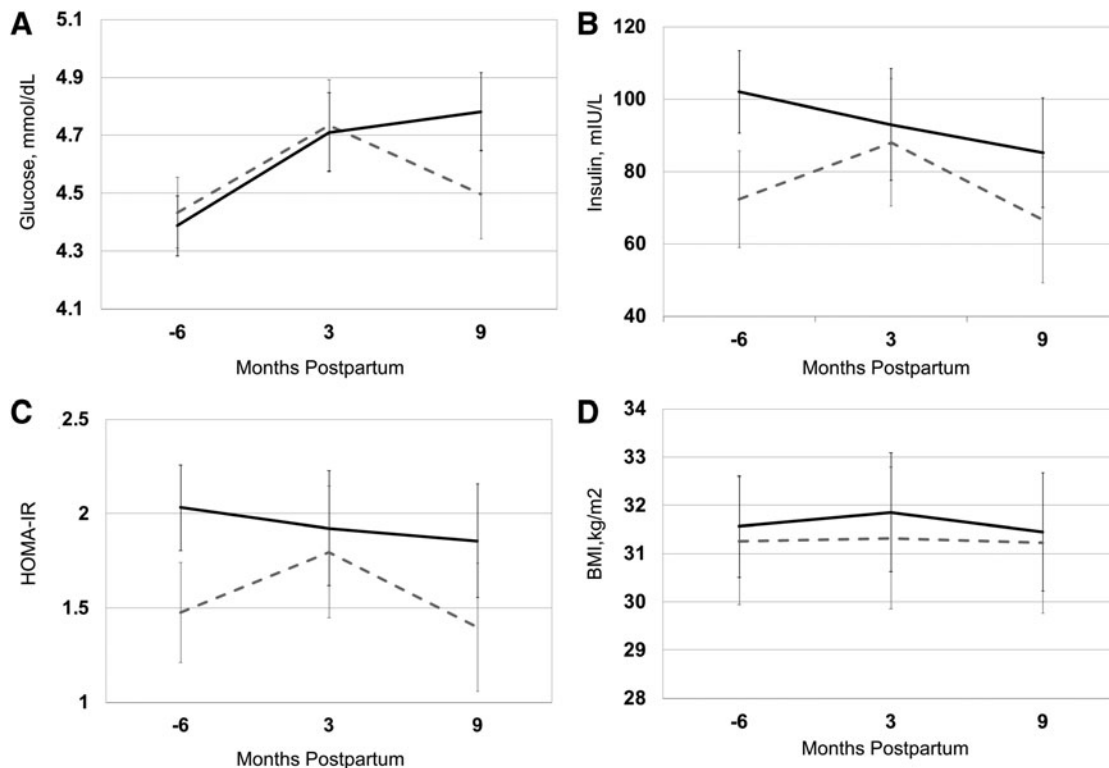 A
Glucose, mmol/dL
5.1
4.9
4.7
4.5
4.3
4.1
-6
3
9
Months Postpartum
B
Insulin, mIU/L
120
100
80
60
40
-6
3
9
Months Postpartum
C
HOMA-IR
2.5
2
1.5
1
-6
3
9
Months Postpartum
D
BMI,kg/m2
34
33
32
31
30
29
28
-6
3
9
Months Postpartum